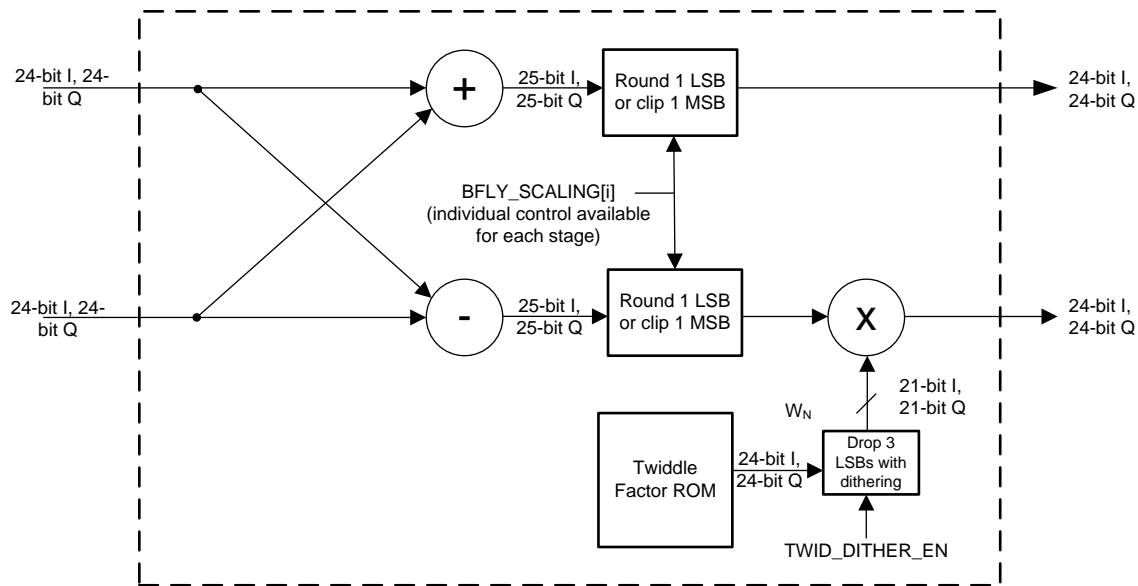 24-bit I, 24-
bit Q
+
25-bit I,
25-bit Q
Round 1 LSB
or clip 1 MSB
24-bit I,
24-bit Q
BFLY_SCALING[i]
(individual control available
for each stage)
24-bit I, 24-
bit Q
-
25-bit I,
25-bit Q
Round 1 LSB
or clip 1 MSB
X
24-bit I,
24-bit Q
21-bit I,
21-bit Q
WN
Twiddle
Factor ROM
24-bit I,
24-bit Q
Drop 3
LSBs with
dithering
TWID_DITHER_EN